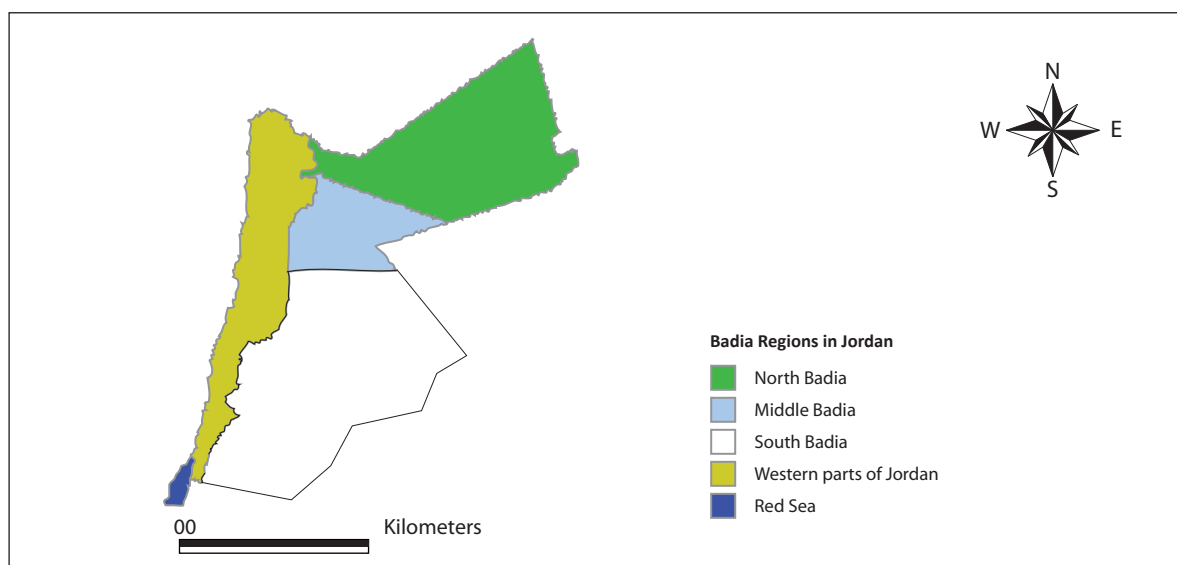 N
W
E
S
Badia Regions in Jordan
North Badia
Middle Badia
South Badia
Western parts of Jordan
Red Sea
00 Kilometers